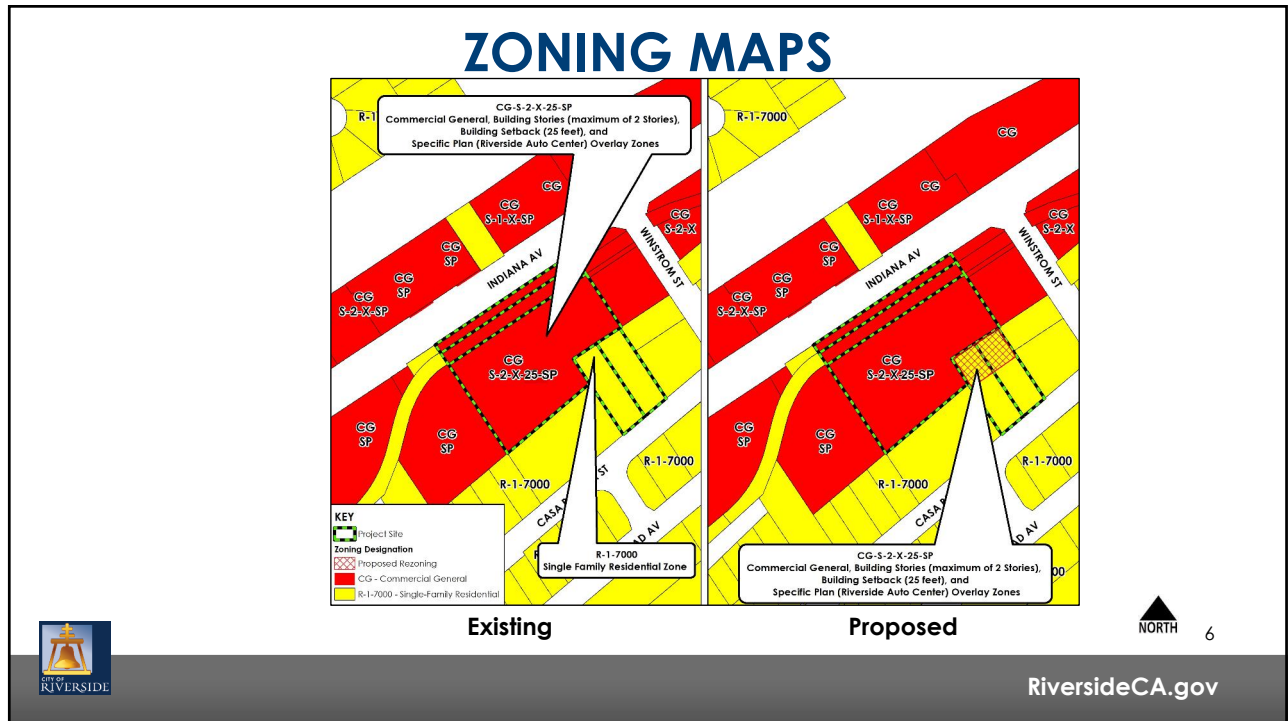 ZONING MAPS
CG-S-2-X-25-SP
Commercial General, Building Stories (maximum of 2 Stories),
Building Setback (25 feet), and
Specific Plan (Riverside Auto Center) Overlay Zones
R-1
CG
CG
S-1-X-SP
CG
SP
CG
SP
CG
S-2-X-SP
CG
S-2-X
INDIANA AV
WINSTROM ST
CG
S-2-X-25-SP
CG
SP
CG
SP
R-1-7000
R-1-7000
CASA
ST
AV
R-1-7000
Single Family Residential Zone
KEY
Project Site
Zoning Designation
Proposed Rezoning
CG - Commercial General
R-1-7000 - Single-Family Residential
Existing
R-1-7000
CG
CG
CG
S-1-X-SP
CG
SP
CG
SP
CG
S-2-X-SP
CG
S-2-X
INDIANA AV
WINSTROM ST
CG
S-2-X-25-SP
CG
SP
CG
SP
R-1-7000
R-1-7000
CASA
AV
00
CG-S-2-X-25-SP
Commercial General, Building Stories (maximum of 2 Stories),
Building Setback (25 feet), and
Specific Plan (Riverside Auto Center) Overlay Zones
Proposed
NORTH
6
CITY OF
RIVERSIDE
RiversideCA.gov